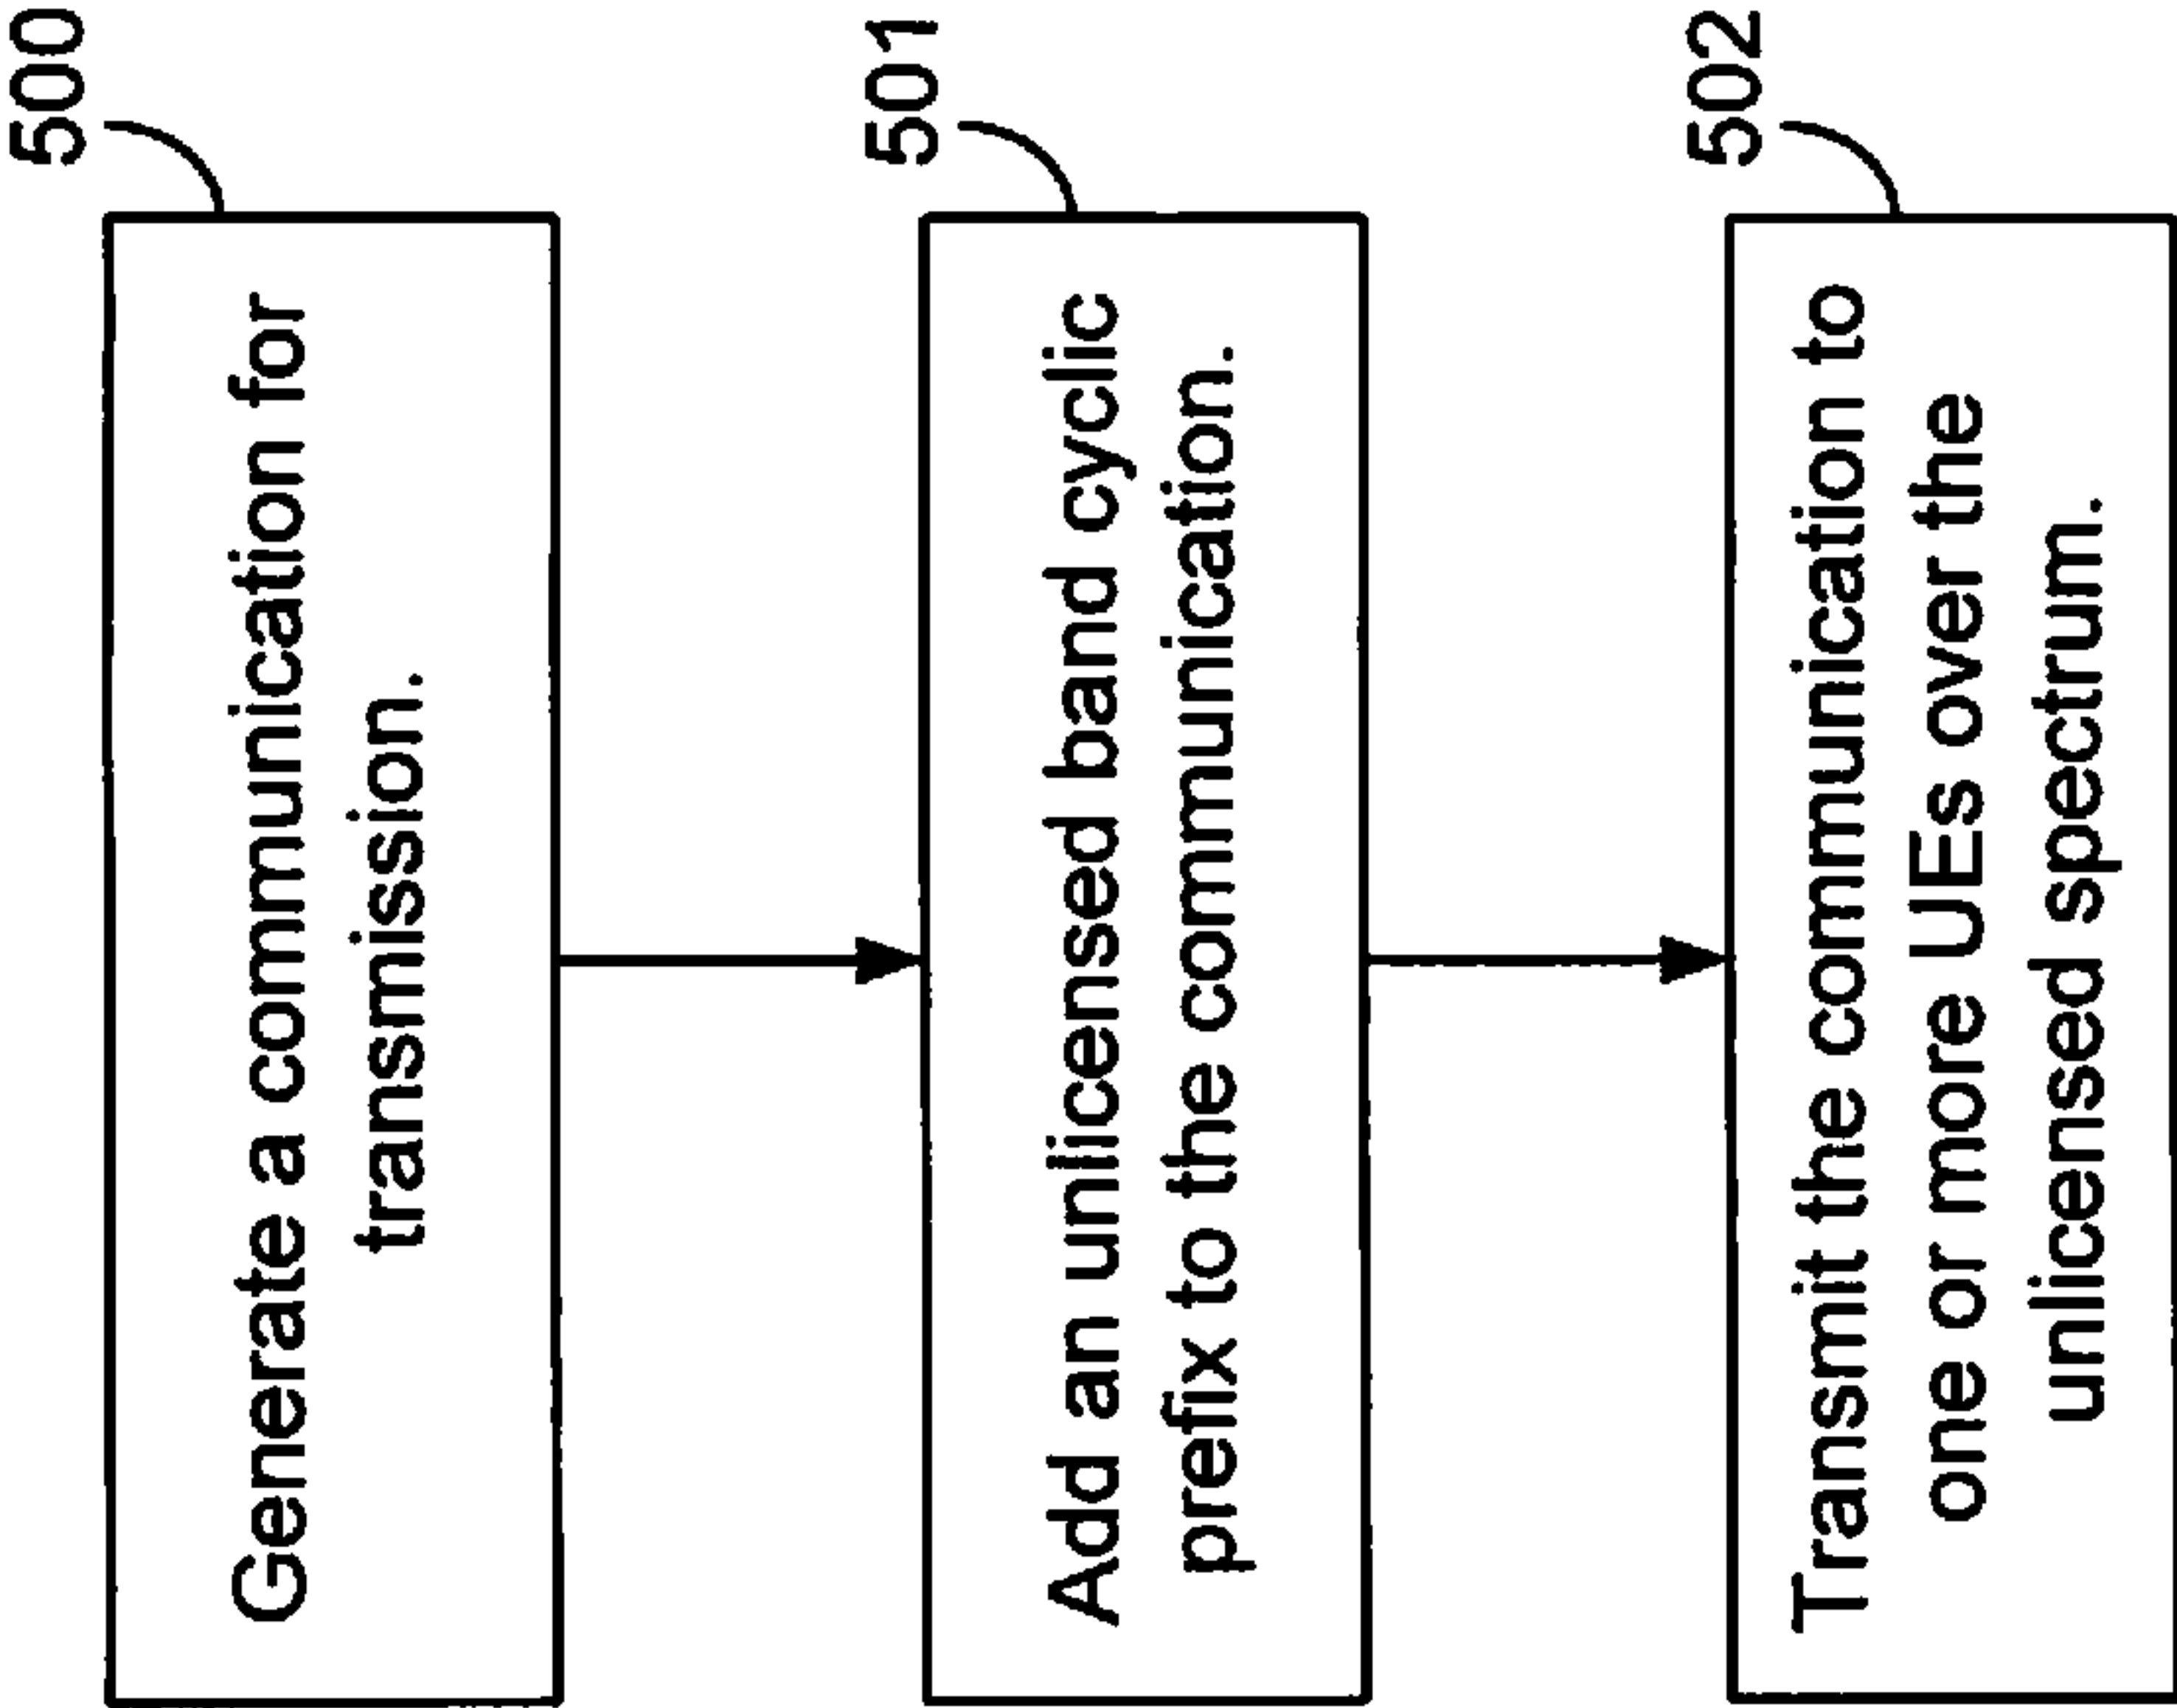 500
Generate a communication for
transmission.
501
Add an unlicensed band cyclic
prefix to the communication.
502
Transmit the communication to
one or more UEs over the
unlicensed spectrum.